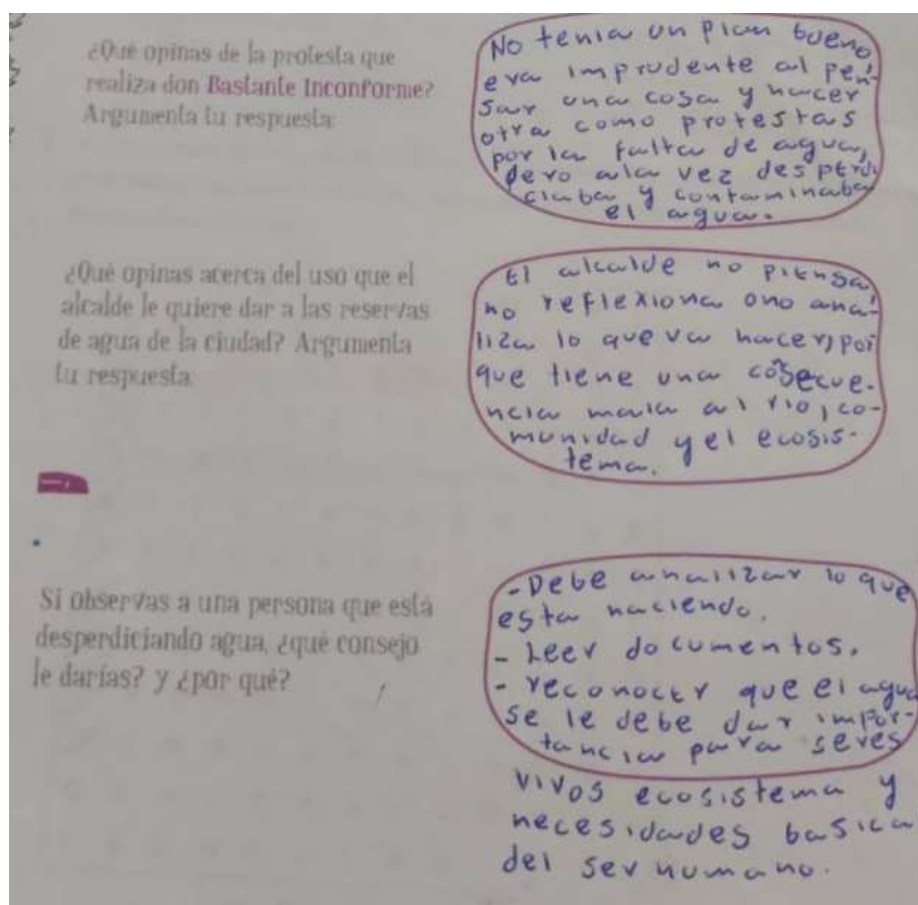 ¿Qué opinas de la protesta que
realiza don Bastante Inconforme?
Argumenta tu respuesta:
No tenia un plan bueno
era imprudente al pen-
sar una cosa y hacer
otra como protestas
por la falta de agua,
pero ala vez desperdi
ciaba y contaminaba
el agua.
¿Qué opinas acerca del uso que el
alcalde le quiere dar a las reservas
de agua de la ciudad? Argumenta
tu respuesta:
El alcalde no piensa
no reflexiona ono ana-
liza lo que va hacer, por
que tiene una cosecue-
ncia mala al rio, co-
munidad y el ecosis-
tema.
Si observas a una persona que está
desperdiciando agua, ¿qué consejo
le darías? y ¿por qué?
- Debe analizar lo que
esta haciendo.
- Leer documentos.
- reconocer que el agua
se le debe dar impor-
tancia para seres
vivos ecosistema y
necesidades basica
del ser humano.